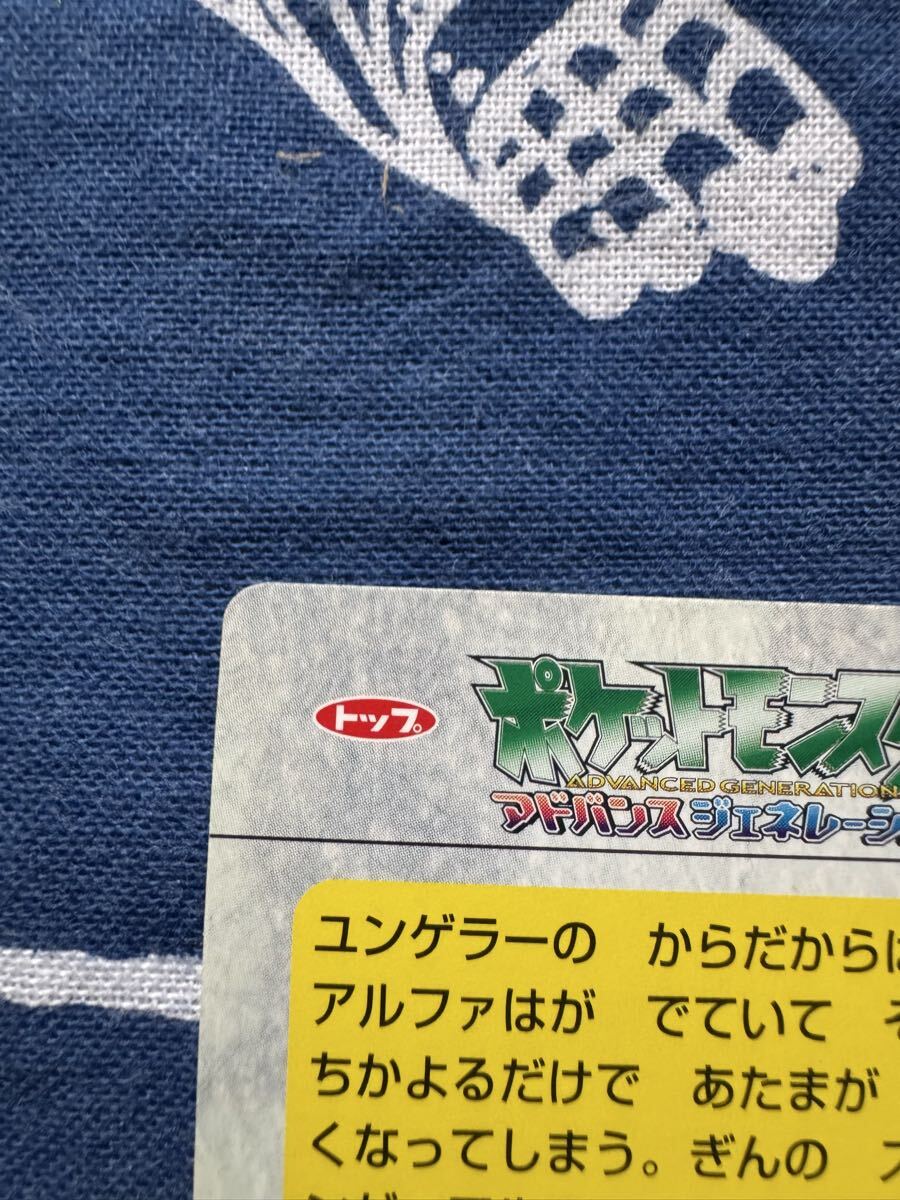 トップ。
ポケットモンスタ
ADVANCED GENERATION
アドバンスジェネレーシ
ユンゲラーの　からだからは
アルファはが　でていて　そ
ちかよるだけで　あたまが
くなってしまう。ぎんの　ス